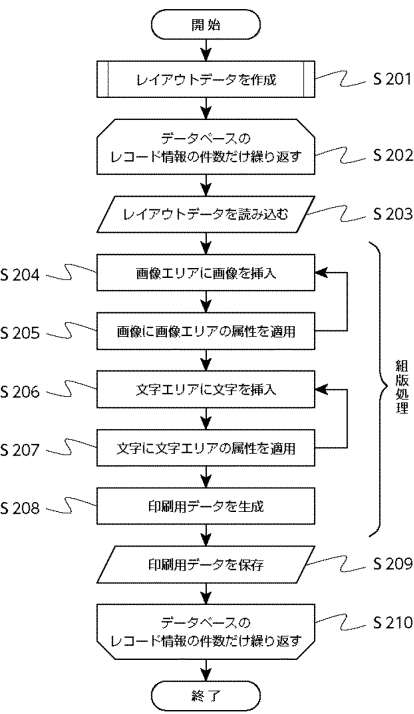 開始
レイアウトデータを作成
S201
データベースの
レコード情報の件数だけ繰り返す
S202
レイアウトデータを読み込む
S203
S204
画像エリアに画像を挿入
S205
画像に画像エリアの属性を適用
S206
文字エリアに文字を挿入
S207
文字に文字エリアの属性を適用
組版処理
S208
印刷用データを生成
印刷用データを保存
S209
データベースの
レコード情報の件数だけ繰り返す
S210
終了